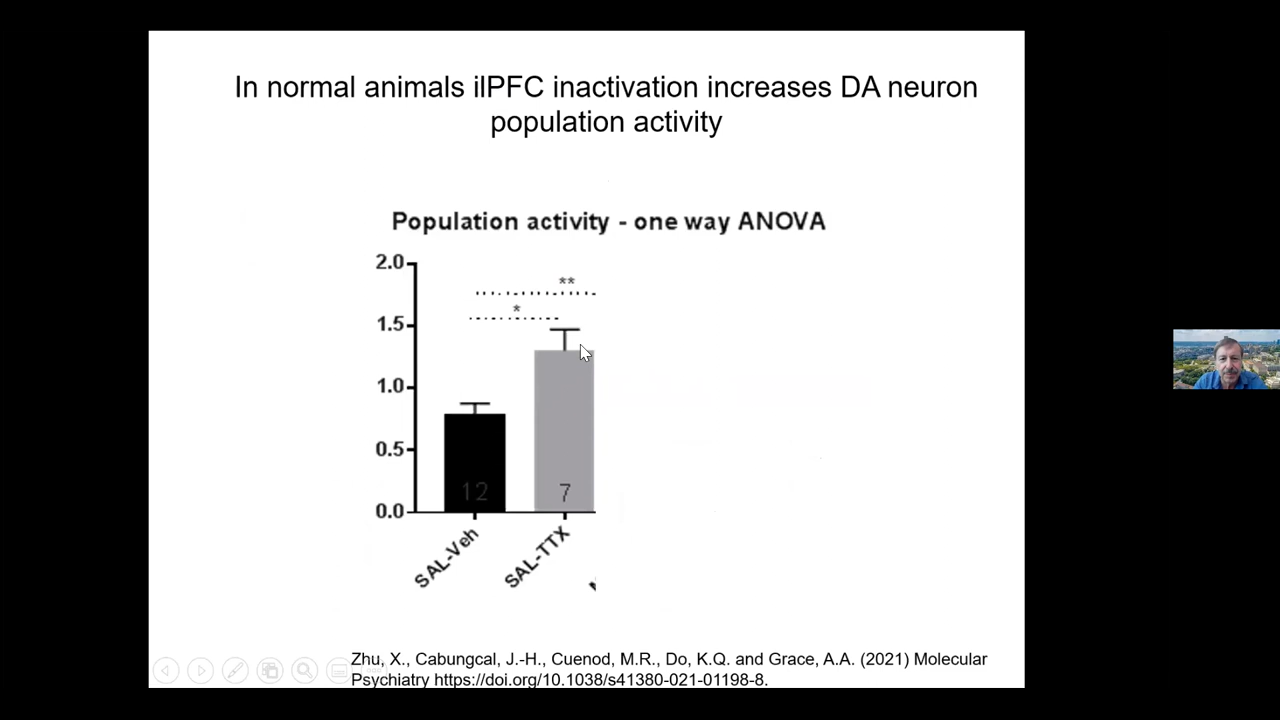 In normal animals ilPFC inactivation increases DA neuron
population activity
Population activity - one way ANOVA
2.0
**
*
1.5
1.0
0.5
12
7
0.0
SAL-Veh
SAL-TTX
Zhu, X., Cabungcal, J.-H., Cuenod, M.R., Do, K.Q. and Grace, A.A. (2021) Molecular
Psychiatry https://doi.org/10.1038/s41380-021-01198-8.